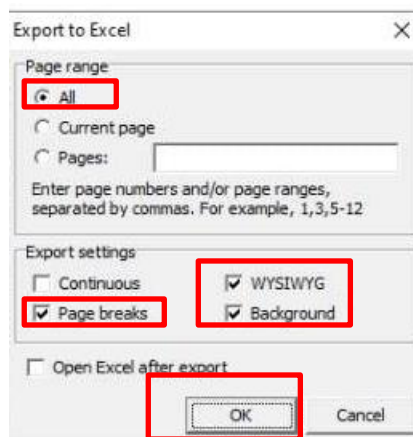 Export to Excel
Page range
All
Current page
Pages:
Enter page numbers and/or page ranges,
separated by commas. For example, 1,3,5-12
Export settings
Continuous WYSIWYG
Page breaks Background
Open Excel after export
OK Cancel